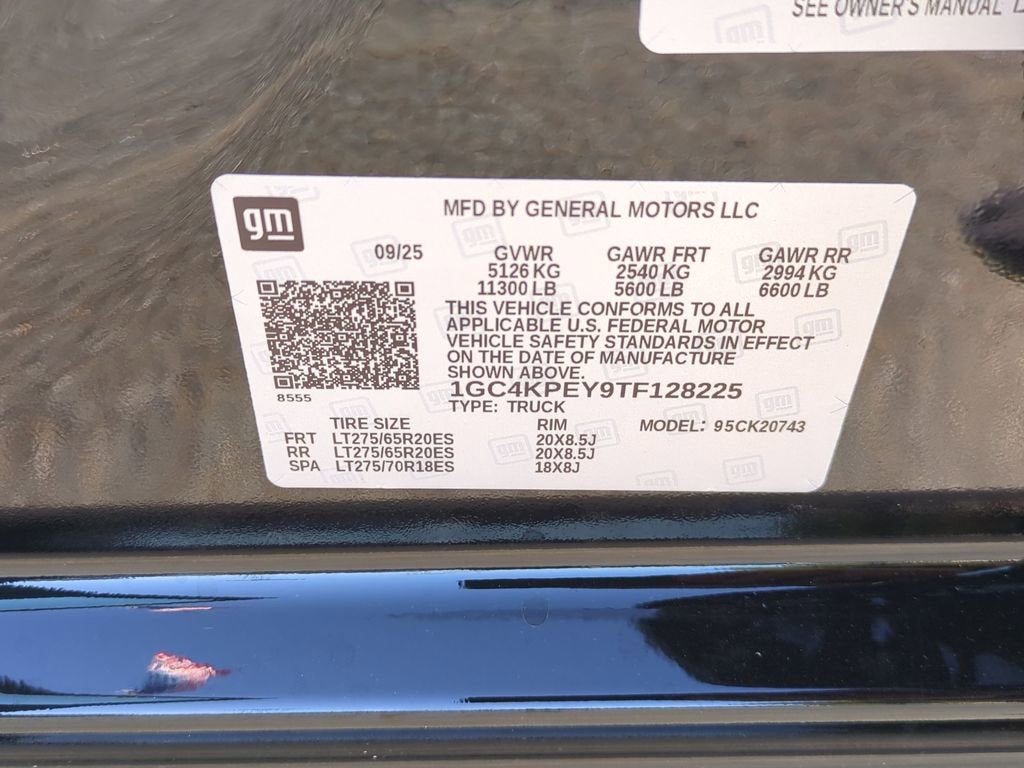 SEE OWNER'S MANUAL
gm
MFD BY GENERAL MOTORS LLC
09/25 GVWR GAWR FRT GAWR RR
5126 KG 2540 KG 2994 KG
11300 LB 5600 LB 6600 LB
THIS VEHICLE CONFORMS TO ALL
APPLICABLE U.S. FEDERAL MOTOR
VEHICLE SAFETY STANDARDS IN EFFECT
ON THE DATE OF MANUFACTURE
SHOWN ABOVE.
8555
1GC4KPEY9TF128225
TYPE: TRUCK
TIRE SIZE RIM MODEL: 95CK20743
FRT LT275/65R20ES 20X8.5J
RR LT275/65R20ES 20X8.5J
SPA LT275/70R18ES 18X8J